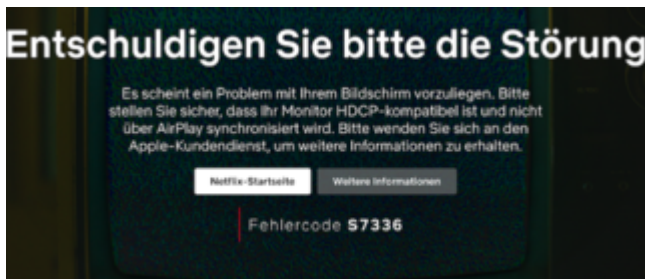 Entschuldigen Sie bitte die Störung
Es scheint ein Problem mit Ihrem Bildschirm vorzuliegen. Bitte
stellen Sie sicher, dass Ihr Monitor HDCP-kompatibel ist und nicht
über AirPlay synchronisiert wird. Bitte wenden Sie sich an den
Apple-Kundendienst, um weitere Informationen zu erhalten.
Netflix-Startseite Weitere Informationen
Fehlercode S7336